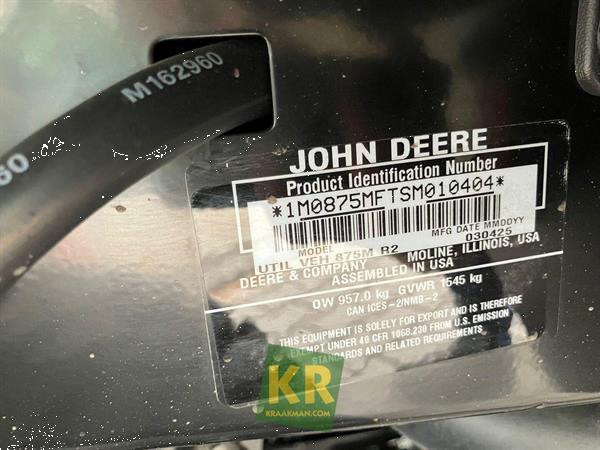 M162960
60
JOHN DEERE
Product Identification Number
*1M0875MFTSM010404*
MODEL
MFG DATE MMDDYY
UTIL VEH 875M R2
030425
DEERE & COMPANY
MOLINE, ILLINOIS, USA
ASSEMBLED IN USA
OW 957.0 kg GVWR 1545 kg
CAN ICES-2/NMB-2
THIS EQUIPMENT IS SOLELY FOR EXPORT AND IS THEREFORE
EXEMPT UNDER 40 CFR 1068.230 FROM U.S. EMISSION
STANDARDS AND RELATED REQUIREMENTS
KR
KRAAKMAN.COM